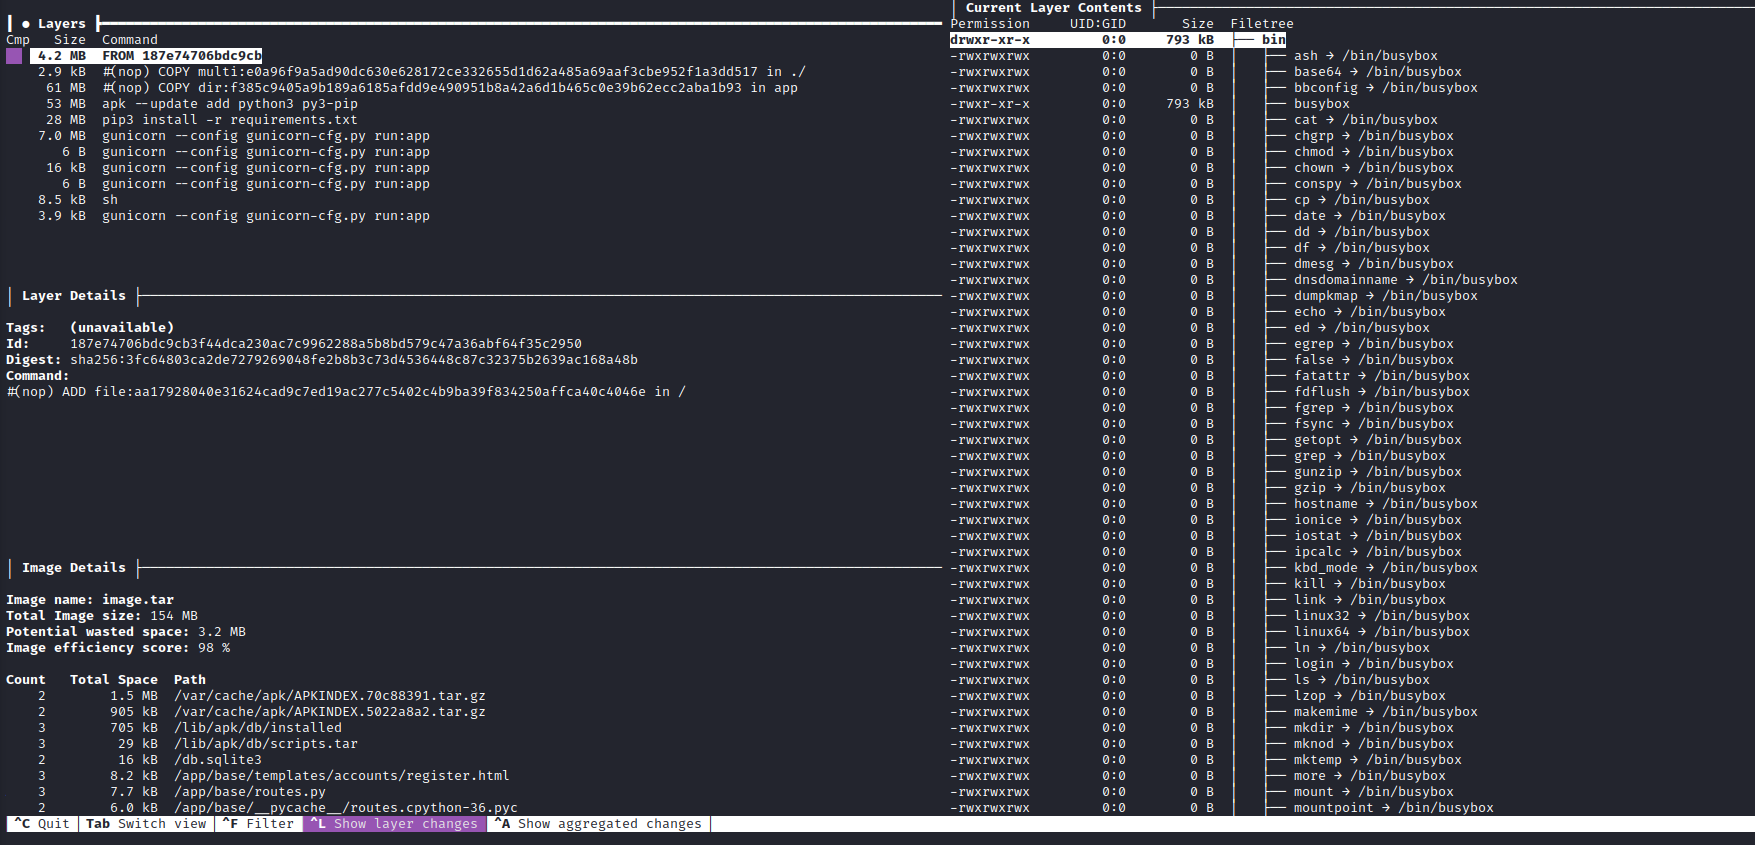 │ ● Layers ├
Cmp   Size  Command
4.2 MB  FROM 187e74706bdc9cb
2.9 kB  #(nop) COPY multi:e0a96f9a5ad90dc630e628172ce332655d1d62a485a69aaf3cbe952f1a3dd517 in ./
61 MB  #(nop) COPY dir:f385c9405a9b189a6185afdd9e490951b8a42a6d1b465c0e39b62ecc2aba1b93 in app
53 MB  apk --update add python3 py3-pip
28 MB  pip3 install -r requirements.txt
7.0 MB  gunicorn --config gunicorn-cfg.py run:app
6 B  gunicorn --config gunicorn-cfg.py run:app
16 kB  gunicorn --config gunicorn-cfg.py run:app
6 B  gunicorn --config gunicorn-cfg.py run:app
8.5 kB  sh
3.9 kB  gunicorn --config gunicorn-cfg.py run:app
│ Layer Details ├
Tags:   (unavailable)
Id:     187e74706bdc9cb3f44dca230ac7c9962288a5b8bd579c47a36abf64f35c2950
Digest: sha256:3fc64803ca2de7279269048fe2b8b3c73d4536448c87c32375b2639ac168a48b
Command:
#(nop) ADD file:aa17928040e31624cad9c7ed19ac277c5402c4b9ba39f834250affca40c4046e in /
│ Image Details ├
Image name: image.tar
Total Image size: 154 MB
Potential wasted space: 3.2 MB
Image efficiency score: 98 %
Count   Total Space  Path
2        1.5 MB  /var/cache/apk/APKINDEX.70c88391.tar.gz
2        905 kB  /var/cache/apk/APKINDEX.5022a8a2.tar.gz
3        705 kB  /lib/apk/db/installed
3         29 kB  /lib/apk/db/scripts.tar
2         16 kB  /db.sqlite3
3        8.2 kB  /app/base/templates/accounts/register.html
3        7.7 kB  /app/base/routes.py
2        6.0 kB  /app/base/__pycache__/routes.cpython-36.pyc
│ Current Layer Contents ├
Permission     UID:GID       Size  Filetree
drwxr-xr-x         0:0     793 kB  ├── bin
-rwxrwxrwx         0:0        0 B  │   ├── ash → /bin/busybox
-rwxrwxrwx         0:0        0 B  │   ├── base64 → /bin/busybox
-rwxrwxrwx         0:0        0 B  │   ├── bbconfig → /bin/busybox
-rwxr-xr-x         0:0     793 kB  │   ├── busybox
-rwxrwxrwx         0:0        0 B  │   ├── cat → /bin/busybox
-rwxrwxrwx         0:0        0 B  │   ├── chgrp → /bin/busybox
-rwxrwxrwx         0:0        0 B  │   ├── chmod → /bin/busybox
-rwxrwxrwx         0:0        0 B  │   ├── chown → /bin/busybox
-rwxrwxrwx         0:0        0 B  │   ├── conspy → /bin/busybox
-rwxrwxrwx         0:0        0 B  │   ├── cp → /bin/busybox
-rwxrwxrwx         0:0        0 B  │   ├── date → /bin/busybox
-rwxrwxrwx         0:0        0 B  │   ├── dd → /bin/busybox
-rwxrwxrwx         0:0        0 B  │   ├── df → /bin/busybox
-rwxrwxrwx         0:0        0 B  │   ├── dmesg → /bin/busybox
-rwxrwxrwx         0:0        0 B  │   ├── dnsdomainname → /bin/busybox
-rwxrwxrwx         0:0        0 B  │   ├── dumpkmap → /bin/busybox
-rwxrwxrwx         0:0        0 B  │   ├── echo → /bin/busybox
-rwxrwxrwx         0:0        0 B  │   ├── ed → /bin/busybox
-rwxrwxrwx         0:0        0 B  │   ├── egrep → /bin/busybox
-rwxrwxrwx         0:0        0 B  │   ├── false → /bin/busybox
-rwxrwxrwx         0:0        0 B  │   ├── fatattr → /bin/busybox
-rwxrwxrwx         0:0        0 B  │   ├── fdflush → /bin/busybox
-rwxrwxrwx         0:0        0 B  │   ├── fgrep → /bin/busybox
-rwxrwxrwx         0:0        0 B  │   ├── fsync → /bin/busybox
-rwxrwxrwx         0:0        0 B  │   ├── getopt → /bin/busybox
-rwxrwxrwx         0:0        0 B  │   ├── grep → /bin/busybox
-rwxrwxrwx         0:0        0 B  │   ├── gunzip → /bin/busybox
-rwxrwxrwx         0:0        0 B  │   ├── gzip → /bin/busybox
-rwxrwxrwx         0:0        0 B  │   ├── hostname → /bin/busybox
-rwxrwxrwx         0:0        0 B  │   ├── ionice → /bin/busybox
-rwxrwxrwx         0:0        0 B  │   ├── iostat → /bin/busybox
-rwxrwxrwx         0:0        0 B  │   ├── ipcalc → /bin/busybox
-rwxrwxrwx         0:0        0 B  │   ├── kbd_mode → /bin/busybox
-rwxrwxrwx         0:0        0 B  │   ├── kill → /bin/busybox
-rwxrwxrwx         0:0        0 B  │   ├── link → /bin/busybox
-rwxrwxrwx         0:0        0 B  │   ├── linux32 → /bin/busybox
-rwxrwxrwx         0:0        0 B  │   ├── linux64 → /bin/busybox
-rwxrwxrwx         0:0        0 B  │   ├── ln → /bin/busybox
-rwxrwxrwx         0:0        0 B  │   ├── login → /bin/busybox
-rwxrwxrwx         0:0        0 B  │   ├── ls → /bin/busybox
-rwxrwxrwx         0:0        0 B  │   ├── lzop → /bin/busybox
-rwxrwxrwx         0:0        0 B  │   ├── makemime → /bin/busybox
-rwxrwxrwx         0:0        0 B  │   ├── mkdir → /bin/busybox
-rwxrwxrwx         0:0        0 B  │   ├── mknod → /bin/busybox
-rwxrwxrwx         0:0        0 B  │   ├── mktemp → /bin/busybox
-rwxrwxrwx         0:0        0 B  │   ├── more → /bin/busybox
-rwxrwxrwx         0:0        0 B  │   ├── mount → /bin/busybox
-rwxrwxrwx         0:0        0 B  │   ├── mountpoint → /bin/busybox
^C Quit │ Tab Switch view │ ^F Filter │ ^L Show layer changes │ ^A Show aggregated changes │